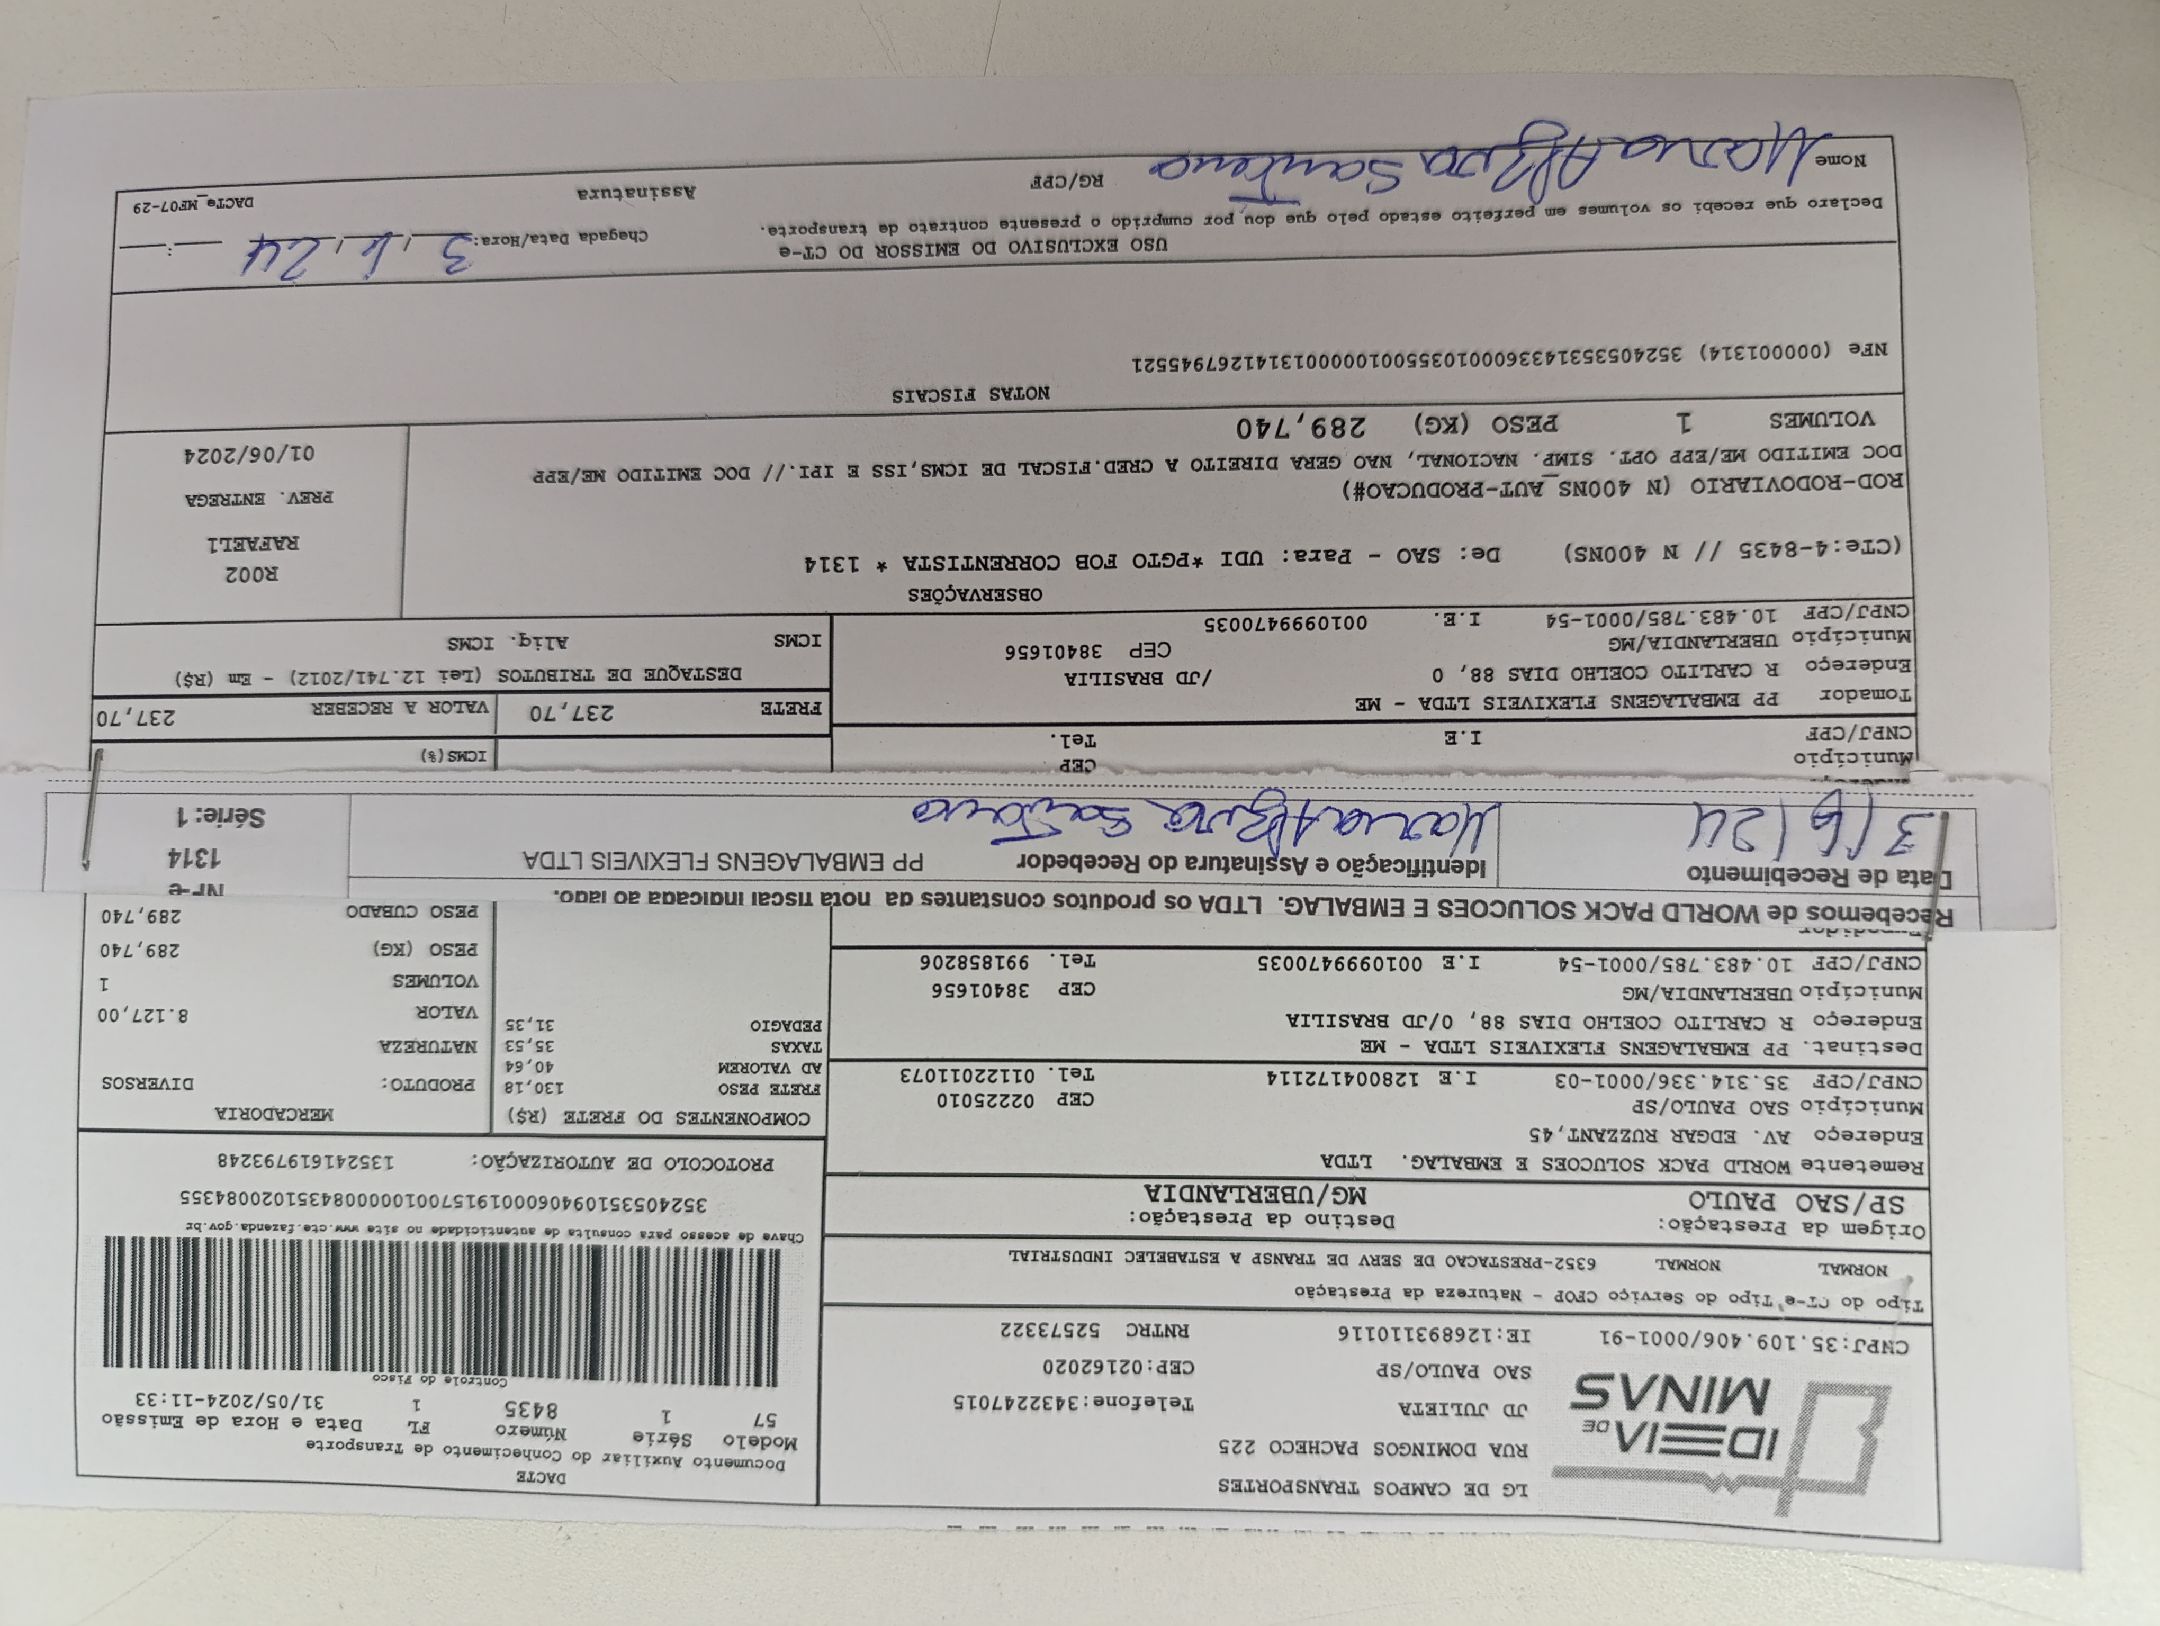 DACTE
Documento Auxiliar do Conhecimento de Transporte
Modelo Série Número FL Data e Hora de Emissão
57 1 8435 1 31/05/2024-11:33
Controle do Fisco
IDEIA DE MINAS
LG DE CAMPOS TRANSPORTES
RUA DOMINGOS PACHECO 225
JD JULIETA Telefone:3432247015
SAO PAULO/SP CEP:02162020
CNPJ:35.109.406/0001-91 IE:126893110116 RNTRC 52573322
Tipo do CT-e Tipo do Serviço CFOP - Natureza da Prestação
NORMAL NORMAL 6352-PRESTACAO DE SERV DE TRANSP A ESTABELEC INDUSTRIAL
Chave de acesso para consulta de autenticidade no site www.cte.fazenda.gov.br
35240535109406000191570010000084351020084355
PROTOCOLO DE AUTORIZAÇÃO: 135241619793248
Origem da Prestação: Destino da Prestação:
SP/SAO PAULO MG/UBERLANDIA
Remetente WORLD PACK SOLUCOES E EMBALAG. LTDA
Endereço AV. EDGAR RUZZANT,45
Município SAO PAULO/SP CEP 02225010
CNPJ/CPF 35.314.336/0001-03 I.E 128004172114 Tel. 01122011073
Destinat. PP EMBALAGENS FLEXIVEIS LTDA - ME
Endereço R CARLITO COELHO DIAS 88, 0/JD BRASILIA
Município UBERLANDIA/MG CEP 38401656
CNPJ/CPF 10.483.785/0001-54 I.E 0010999470035 Tel. 991858206
COMPONENTES DO FRETE (R$) MERCADORIA
FRETE PESO 130,18 PRODUTO: DIVERSOS
AD VALOREM 40,64
TAXAS 35,53 NATUREZA
PEDAGIO 31,35 VALOR 8.127,00
VOLUMES 1
PESO (KG) 289,740
PESO CUBADO 289,740
Recebemos de WORLD PACK SOLUCOES E EMBALAG. LTDA os produtos constantes da nota fiscal indicada ao lado.
Data de Recebimento Identificação e Assinatura do Recebedor PP EMBALAGENS FLEXIVEIS LTDA
NF-e
1314
Série: 1
3/6/24 Maria
Município CEP
CNPJ/CPF I.E Tel.
ICMS(%)
FRETE 237,70 VALOR A RECEBER 237,70
Tomador PP EMBALAGENS FLEXIVEIS LTDA - ME
Endereço R CARLITO COELHO DIAS 88, 0 /JD BRASILIA
Município UBERLANDIA/MG CEP 38401656
CNPJ/CPF 10.483.785/0001-54 I.E. 0010999470035
DESTAQUE DE TRIBUTOS (Lei 12.741/2012) - Em (R$)
ICMS Aliq. ICMS
OBSERVAÇÕES
(CTe:4-8435 // N 400NS) De: SAO - Para: UDI *PGTO FOB CORRENTISTA * 1314
R002
RAFAEL1
ROD-RODOVIARIO (N 400NS_AUT-PRODUCAO#)
DOC EMITIDO ME/EPP OPT. SIMP. NACIONAL, NAO GERA DIREITO A CRED.FISCAL DE ICMS,ISS E IPI.// DOC EMITIDO ME/EPP
PREV. ENTREGA
01/06/2024
VOLUMES 1 PESO (KG) 289,740
NOTAS FISCAIS
NFe (000001314) 35240535314336000103550010000013141267945521
USO EXCLUSIVO DO EMISSOR DO CT-e
Chegada Data/Hora: 3.6.24
Declaro que recebi os volumes em perfeito estado pelo que dou por cumprido o presente contrato de transporte.
Nome Maria RG/CPF Assinatura
DACTe_MF07-29